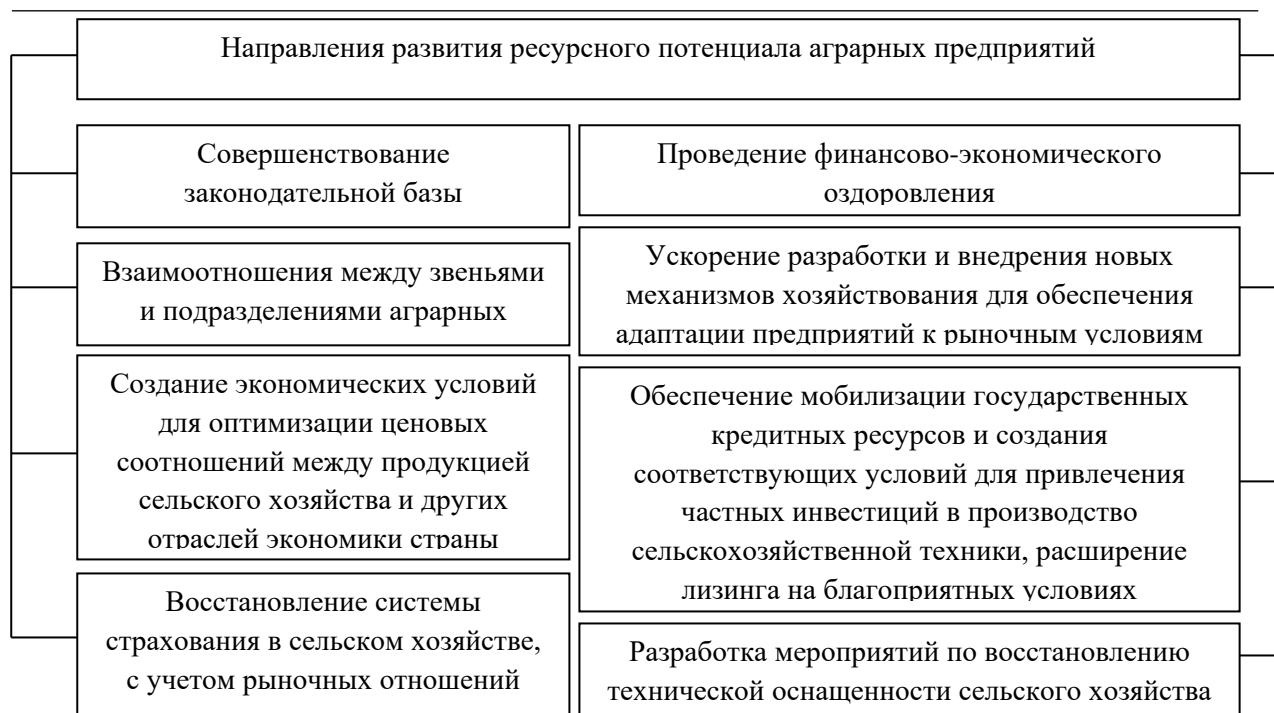 Направления развития ресурсного потенциала аграрных предприятий
Совершенствование
законодательной базы
Взаимоотношения между звеньями
и подразделениями аграрных
Создание экономических условий
для оптимизации ценовых
соотношений между продукцией
сельского хозяйства и других
отраслей экономики страны
Восстановление системы
страхования в сельском хозяйстве,
с учетом рыночных отношений
Проведение финансово-экономического
оздоровления
Ускорение разработки и внедрения новых
механизмов хозяйствования для обеспечения
адаптации предприятий к рыночным условиям
Обеспечение мобилизации государственных
кредитных ресурсов и создания
соответствующих условий для привлечения
частных инвестиций в производство
сельскохозяйственной техники, расширение
лизинга на благоприятных условиях
Разработка мероприятий по восстановлению
технической оснащенности сельского хозяйства